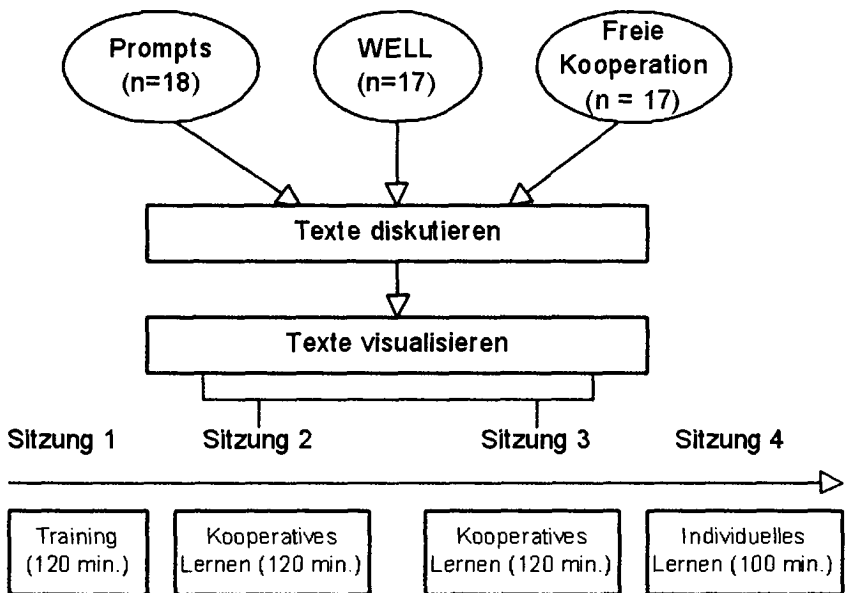 Prompts
(n=18)
WELL
(n=17)
Freie
Kooperation
(n = 17)
Texte diskutieren
Texte visualisieren
Sitzung 1
Sitzung 2
Sitzung 3
Sitzung 4
Training
(120 min.)
Kooperatives
Lernen (120 min.)
Kooperatives
Lernen (120 min.)
Individuelles
Lernen (100 min.)